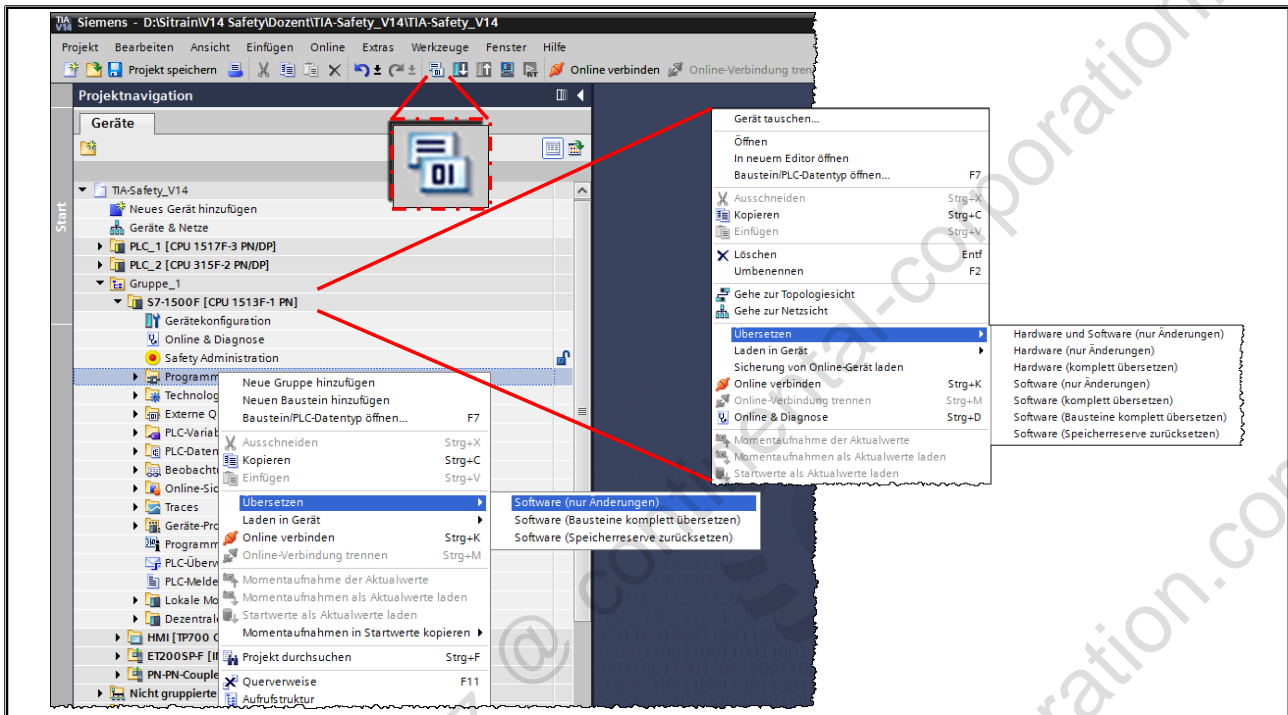 Siemens - D:\Sitrain\V14 Safety\Dozent\TIA-Safety_V14\TIA-Safety_V14
Projekt Bearbeiten Ansicht Einfügen Online Extras Werkzeuge Fenster Hilfe
Projekt speichern Online verbinden Online-Verbindung tren
Projektnavigation
Geräte
Start
TIA-Safety_V14
Neues Gerät hinzufügen
Geräte & Netze
PLC_1 [CPU 1517F-3 PN/DP]
PLC_2 [CPU 315F-2 PN/DP]
Gruppe_1
S7-1500F [CPU 1513F-1 PN]
Gerätekonfiguration
Online & Diagnose
Safety Administration
Programm
Technolog
Externe Q
PLC-Variab
PLC-Daten
Beobacht
Online-Sic
Traces
Geräte-Pro
Programm
PLC-Überw
PLC-Melde
Lokale Mo
Dezentral
HMI [TP700 C
ET200SP-F [I
PN-PN-Couple
Nicht gruppierte
Neue Gruppe hinzufügen
Neuen Baustein hinzufügen
Baustein/PLC-Datentyp öffnen... F7
Ausschneiden Strg+X
Kopieren Strg+C
Einfügen Strg+V
Übersetzen
Laden in Gerät
Online verbinden Strg+K
Online-Verbindung trennen Strg+M
Momentaufnahme der Aktualwerte
Momentaufnahmen als Aktualwerte laden
Startwerte als Aktualwerte laden
Momentaufnahmen in Startwerte kopieren
Projekt durchsuchen Strg+F
Querverweise F11
Aufrufstruktur
Software (nur Änderungen)
Software (Bausteine komplett übersetzen)
Software (Speicherreserve zurücksetzen)
Gerät tauschen...
Öffnen
In neuem Editor öffnen
Baustein/PLC-Datentyp öffnen... F7
Ausschneiden Strg+X
Kopieren Strg+C
Einfügen Strg+V
Löschen Entf
Umbenennen F2
Gehe zur Topologiesicht
Gehe zur Netzsicht
Übersetzen
Laden in Gerät
Sicherung von Online-Gerät laden
Online verbinden Strg+K
Online-Verbindung trennen Strg+M
Online & Diagnose Strg+D
Momentaufnahme der Aktualwerte
Momentaufnahmen als Aktualwerte laden
Startwerte als Aktualwerte laden
Hardware und Software (nur Änderungen)
Hardware (nur Änderungen)
Hardware (komplett übersetzen)
Software (nur Änderungen)
Software (komplett übersetzen)
Software (Bausteine komplett übersetzen)
Software (Speicherreserve zurücksetzen)
@ continental-corporation
oration.com